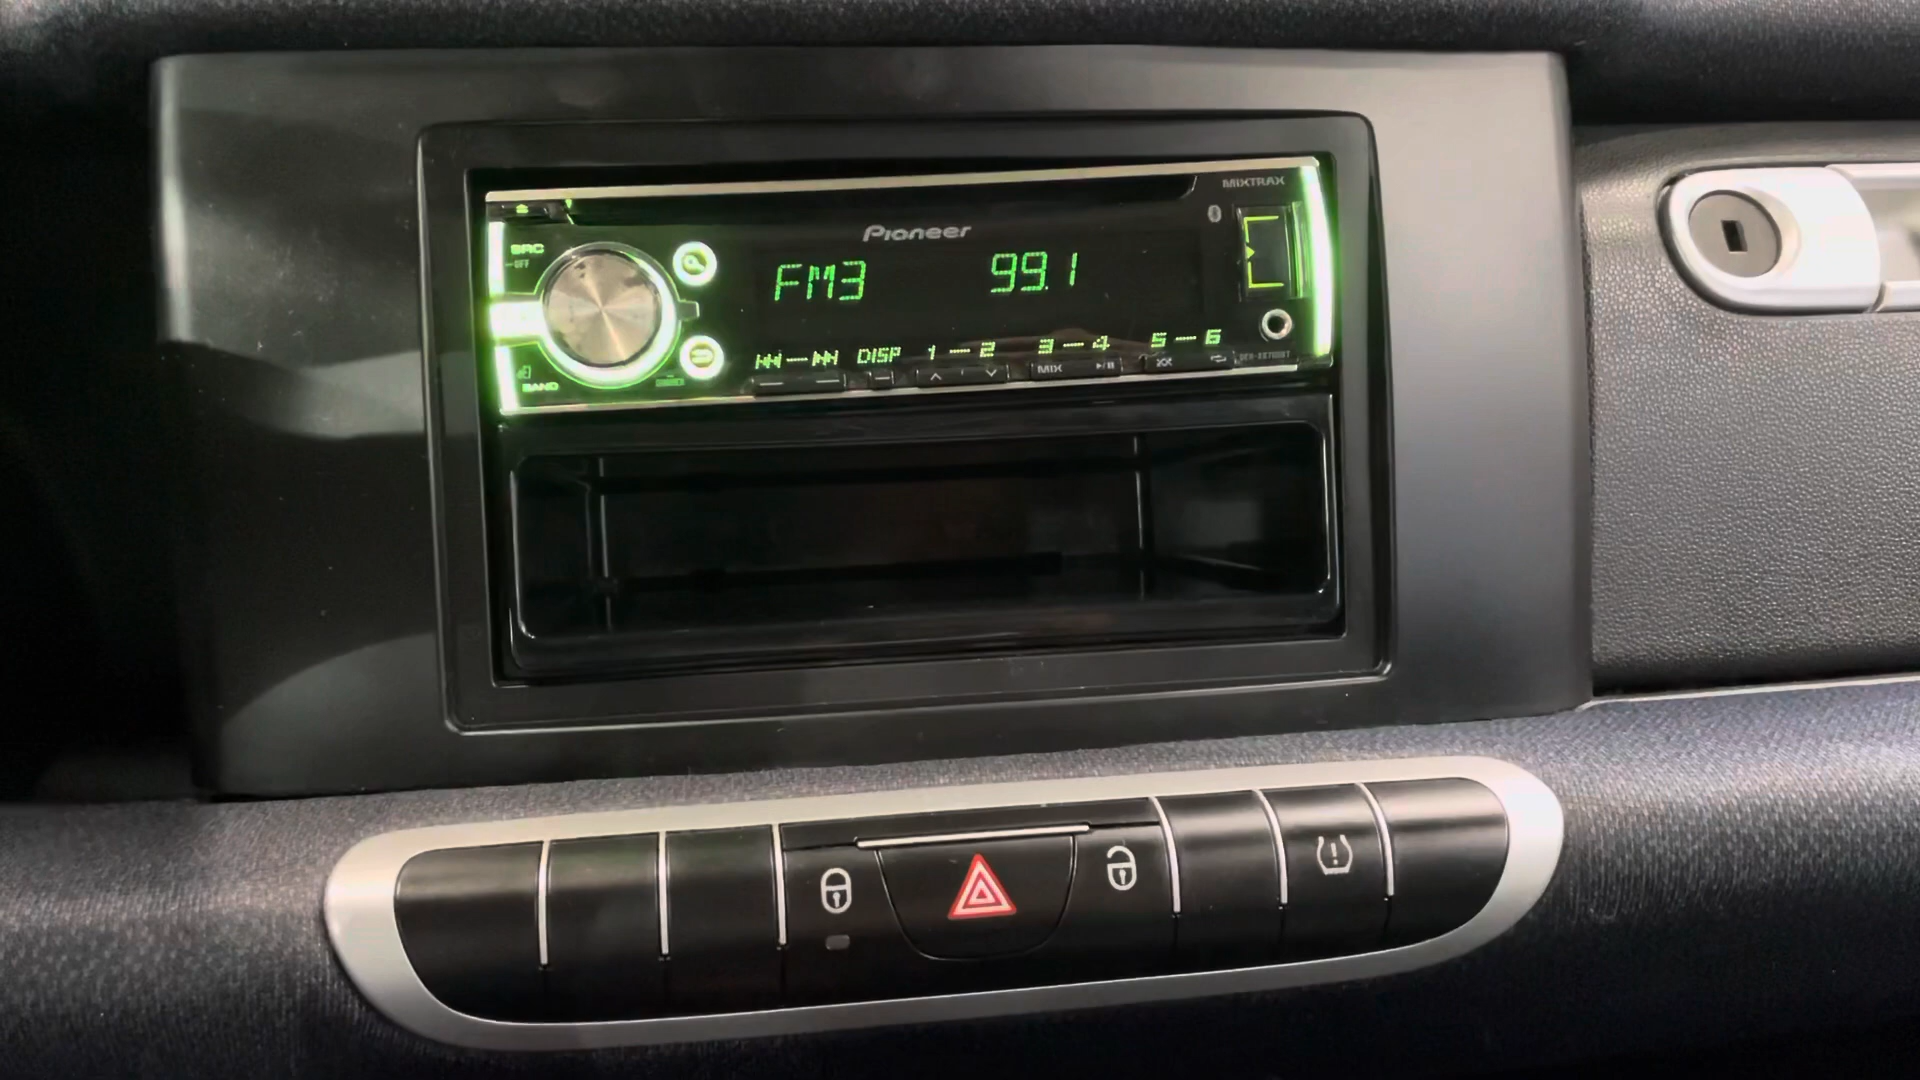 MIXTRAX
Pioneer
SRC
OFF
FM3 99.1
DISP 1 2 3 4 5 6
BAND
MIX